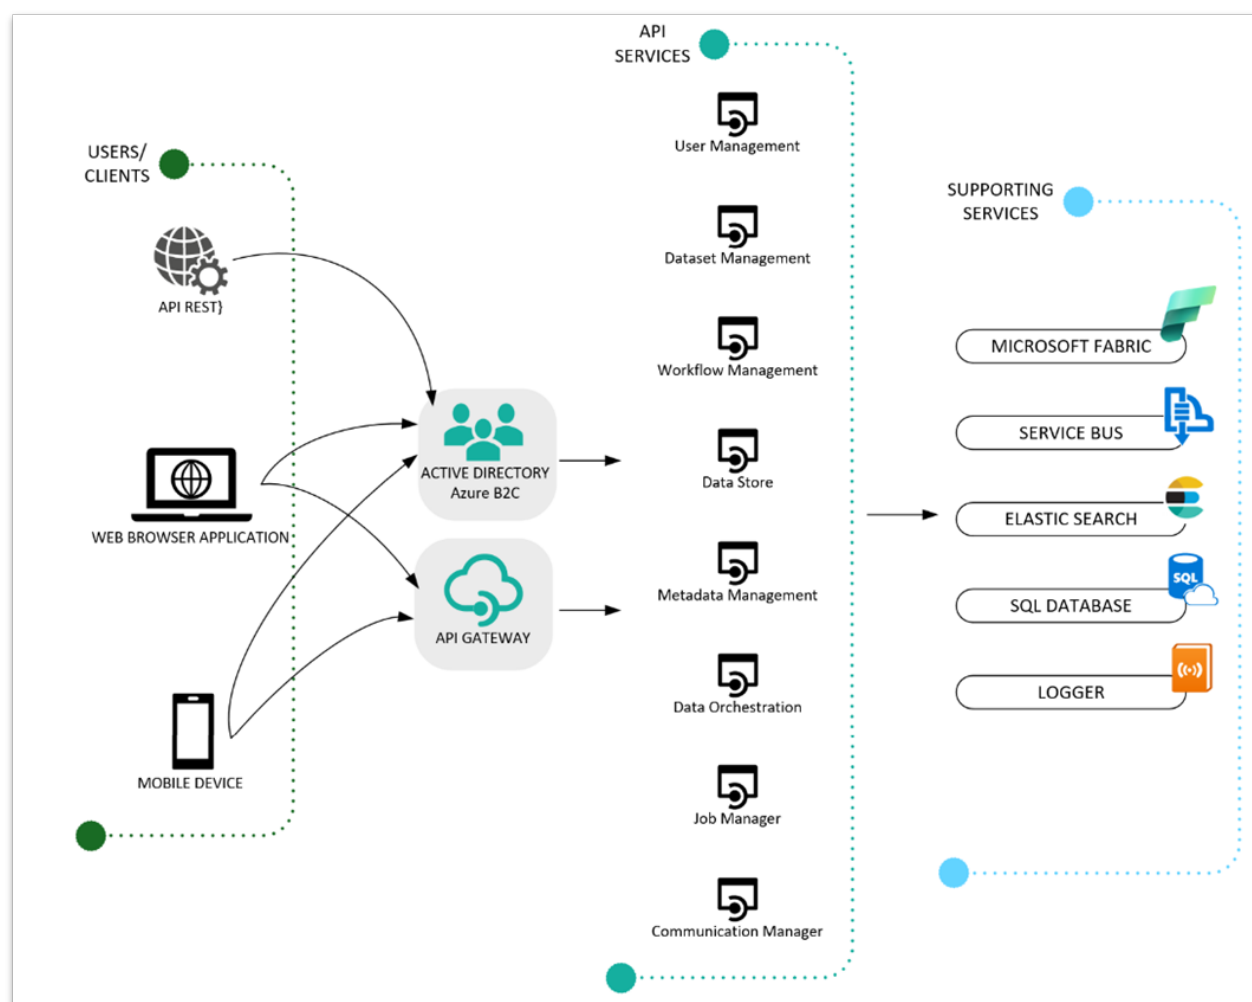 USERS/
CLIENTS
API REST}
WEB BROWSER APPLICATION
MOBILE DEVICE
ACTIVE DIRECTORY
Azure B2C
API GATEWAY
API
SERVICES
User Management
Dataset Management
Workflow Management
Data Store
Metadata Management
Data Orchestration
Job Manager
Communication Manager
SUPPORTING
SERVICES
MICROSOFT FABRIC
SERVICE BUS
ELASTIC SEARCH
SQL DATABASE
SQL
LOGGER